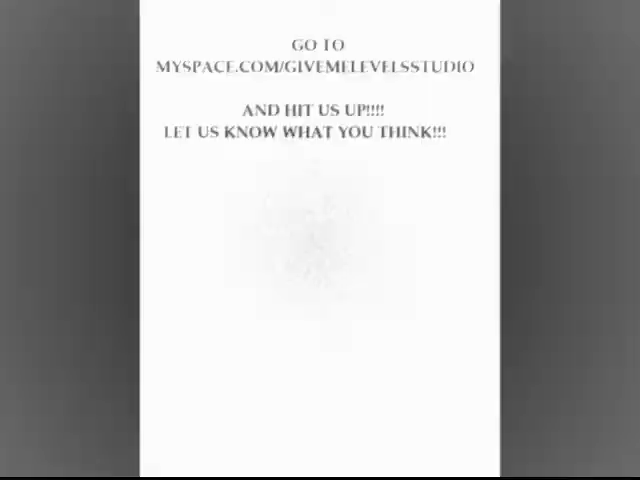 GO TO
MYSPACE.COM/GIVEMELEVELSSTUDIO
AND HIT US UP!!!!
LET US KNOW WHAT YOU THINK!!!